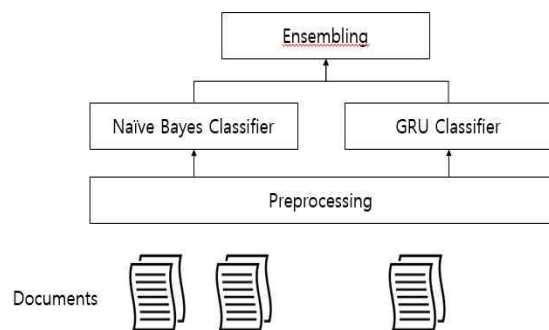 Ensembling
Naïve Bayes Classifier
GRU Classifier
Preprocessing
Documents